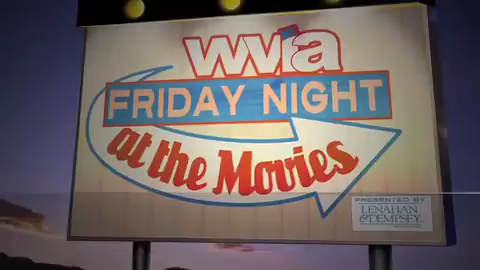 wvia
FRIDAY NIGHT
at the Movies
PRESENTED BY
LENAHAN
& DEMPSEY